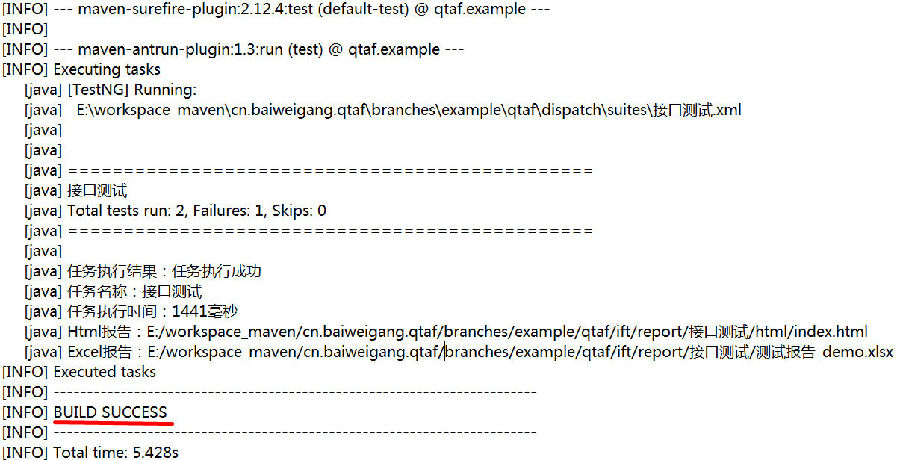 [INFO] --- maven-surefire-plugin:2.12.4:test (default-test) @ qtaf.example ---
[INFO]
[INFO] --- maven-antrun-plugin:1.3:run (test) @ qtaf.example ---
[INFO] Executing tasks
[java] [TestNG] Running:
[java] E:\workspace_maven\cn.baiweigang.qtaf\branches\example\qtaf\dispatch\suites\接口测试.xml
[java]
[java]
[java] ===============================================
[java] 接口测试
[java] Total tests run: 2, Failures: 1, Skips: 0
[java] ===============================================
[java]
[java] 任务执行结果：任务执行成功
[java] 任务名称：接口测试
[java] 任务执行时间：1441毫秒
[java] Html报告：E:/workspace_maven/cn.baiweigang.qtaf/branches/example/qtaf/ift/report/接口测试/html/index.html
[java] Excel报告：E:/workspace_maven/cn.baiweigang.qtaf/branches/example/qtaf/ift/report/接口测试/测试报告_demo.xlsx
[INFO] Executed tasks
[INFO] ------------------------------------------------------------------------
[INFO] BUILD SUCCESS
[INFO] ------------------------------------------------------------------------
[INFO] Total time: 5.428s